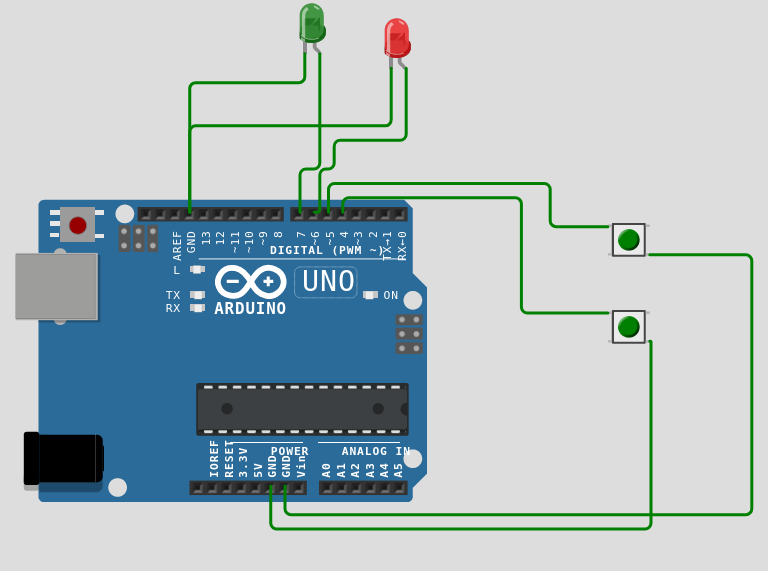 AREF
GND
13
12
~11
~10
~9
8
7
~6
~5
4
~3
2
TX→1
RX←0
DIGITAL (PWM ~)
L
TX
RX
UNO
ON
ARDUINO
POWER
ANALOG IN
IOREF
RESET
3.3V
5V
GND
GND
Vin
A0
A1
A2
A3
A4
A5